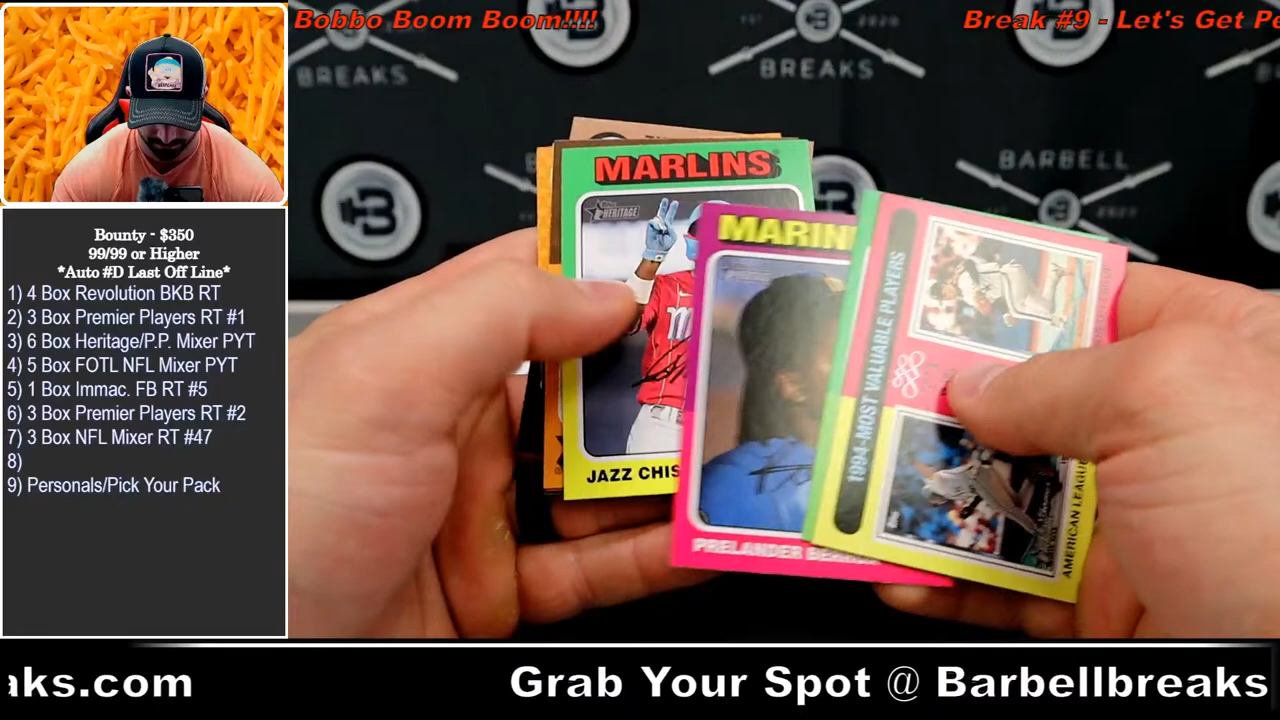 Bobbo Boom Boom!!!!
Break #9 - Let's Get Pe
BREAKS
EST
BREAKS
BARBELL
Bounty - $350
99/99 or Higher
*Auto #D Last Off Line*
1) 4 Box Revolution BKB RT
2) 3 Box Premier Players RT #1
3) 6 Box Heritage/P.P. Mixer PYT
4) 5 Box FOTL NFL Mixer PYT
5) 1 Box Immac. FB RT #5
6) 3 Box Premier Players RT #2
7) 3 Box NFL Mixer RT #47
8)
9) Personals/Pick Your Pack
MARLINS
HERITAGE
JAZZ CHIS
MARIN
PRELANDER BER
1994-MOST VALUABLE PLAYERS
AMERICAN LEAGUE
aks.com
Grab Your Spot @ Barbellbreaks